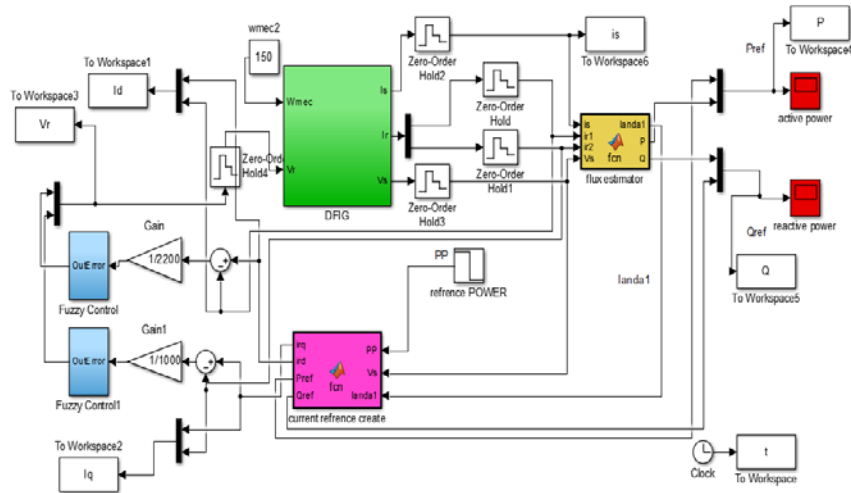 P
To Workspace4
Pref
active power
is
To Workspace6
wmec2
150
To Workspace1
Id
To Workspace3
Vr
Zero-Order
Hold2
Zero-Order
Hold
Zero-Order
Hold1
Zero-Order
Hold3
Zero-Ord
Hold4
Wmec
Vr
Is
Ir
Vs
DFIG
is
ir1
ir2
Vs
fcn
landa1
P
Q
flux estimator
reactive power
Qref
Q
To Workspace5
landa1
Gain
1/2200
OutError
Fuzzy Control
Gain1
1/1000
OutError
Fuzzy Control1
PP
refrence POWER
irq
ird
Pref
Qref
fcn
PP
Vs
landa1
current refrence create
To Workspace2
Iq
Clock
t
To Workspace